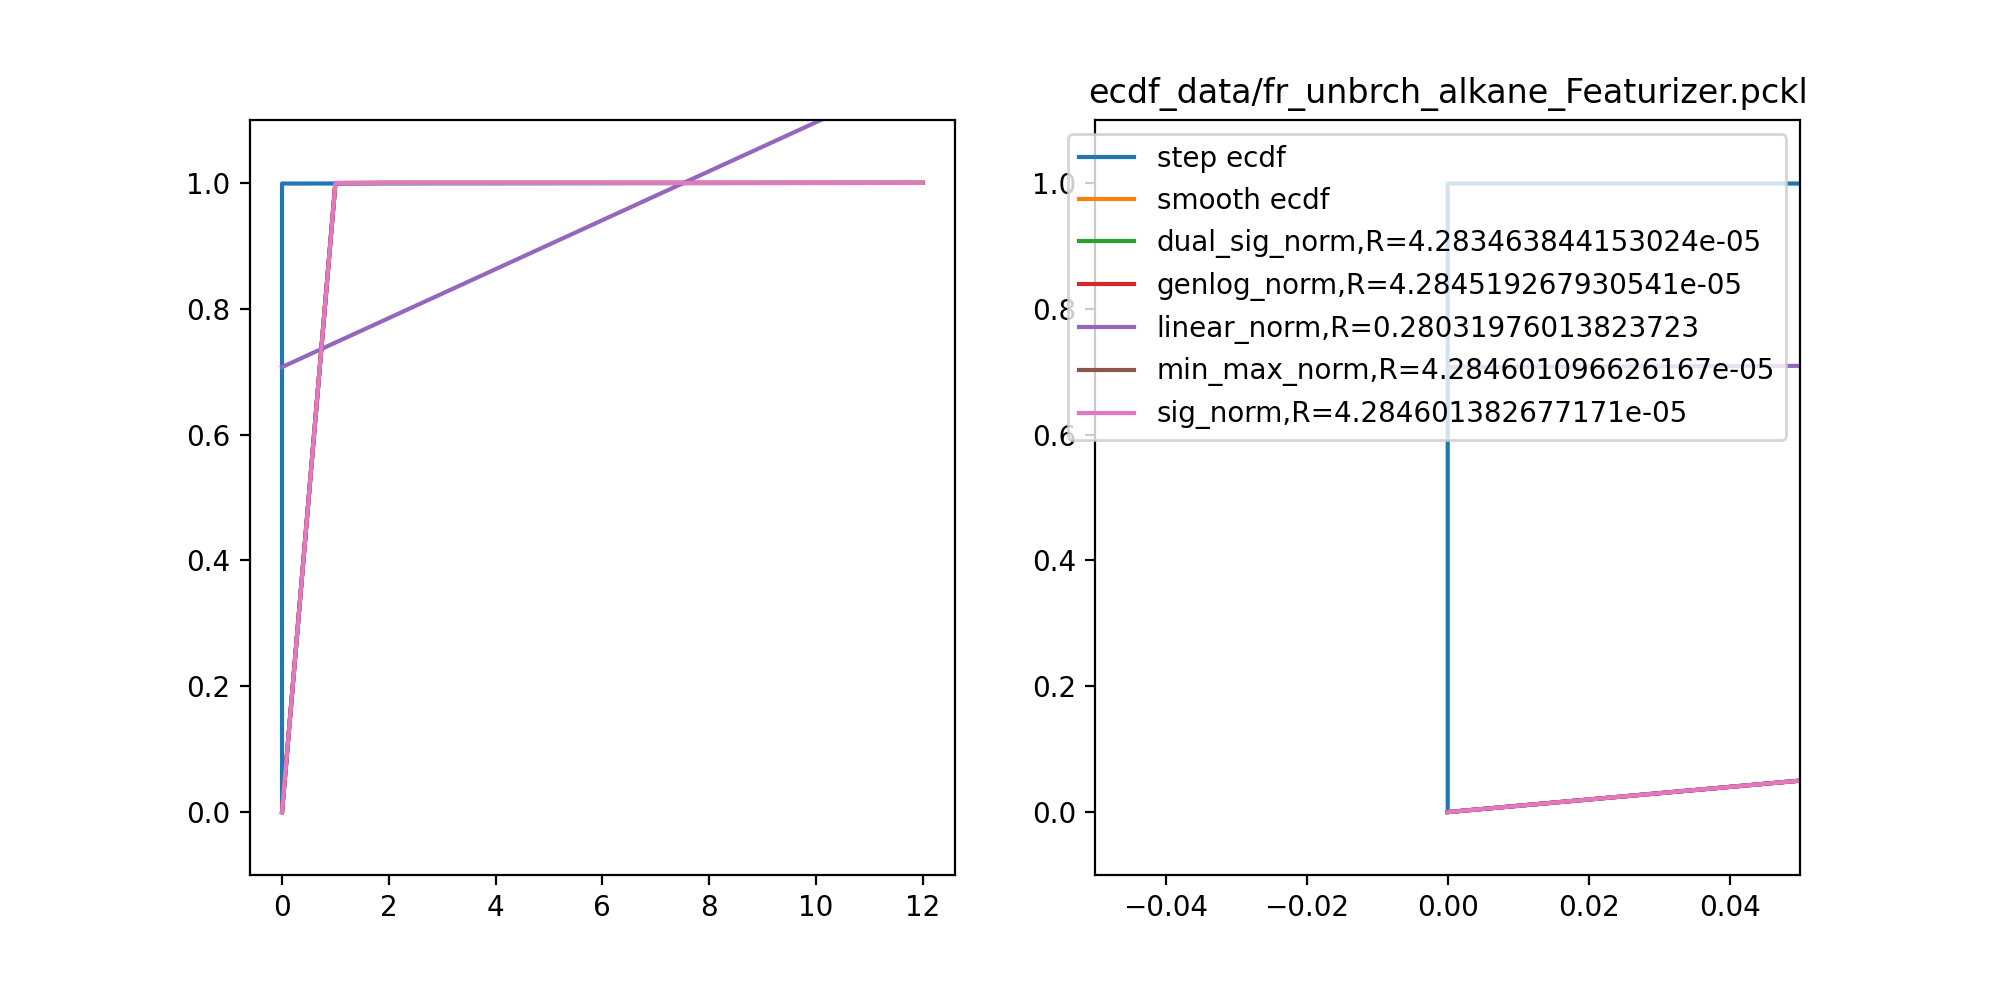 ecdf_data/fr_unbrch_alkane_Featurizer.pckl
1.0
0.8
0.6
0.4
0.2
0.0
0 2 4 6 8 10 12
step ecdf
smooth ecdf
dual_sig_norm,R=4.283463844153024e-05
genlog_norm,R=4.284519267930541e-05
linear_norm,R=0.28031976013823723
min_max_norm,R=4.284601096626167e-05
sig_norm,R=4.284601382677171e-05
1.0
0.8
0.6
0.4
0.2
0.0
−0.04 −0.02 0.00 0.02 0.04